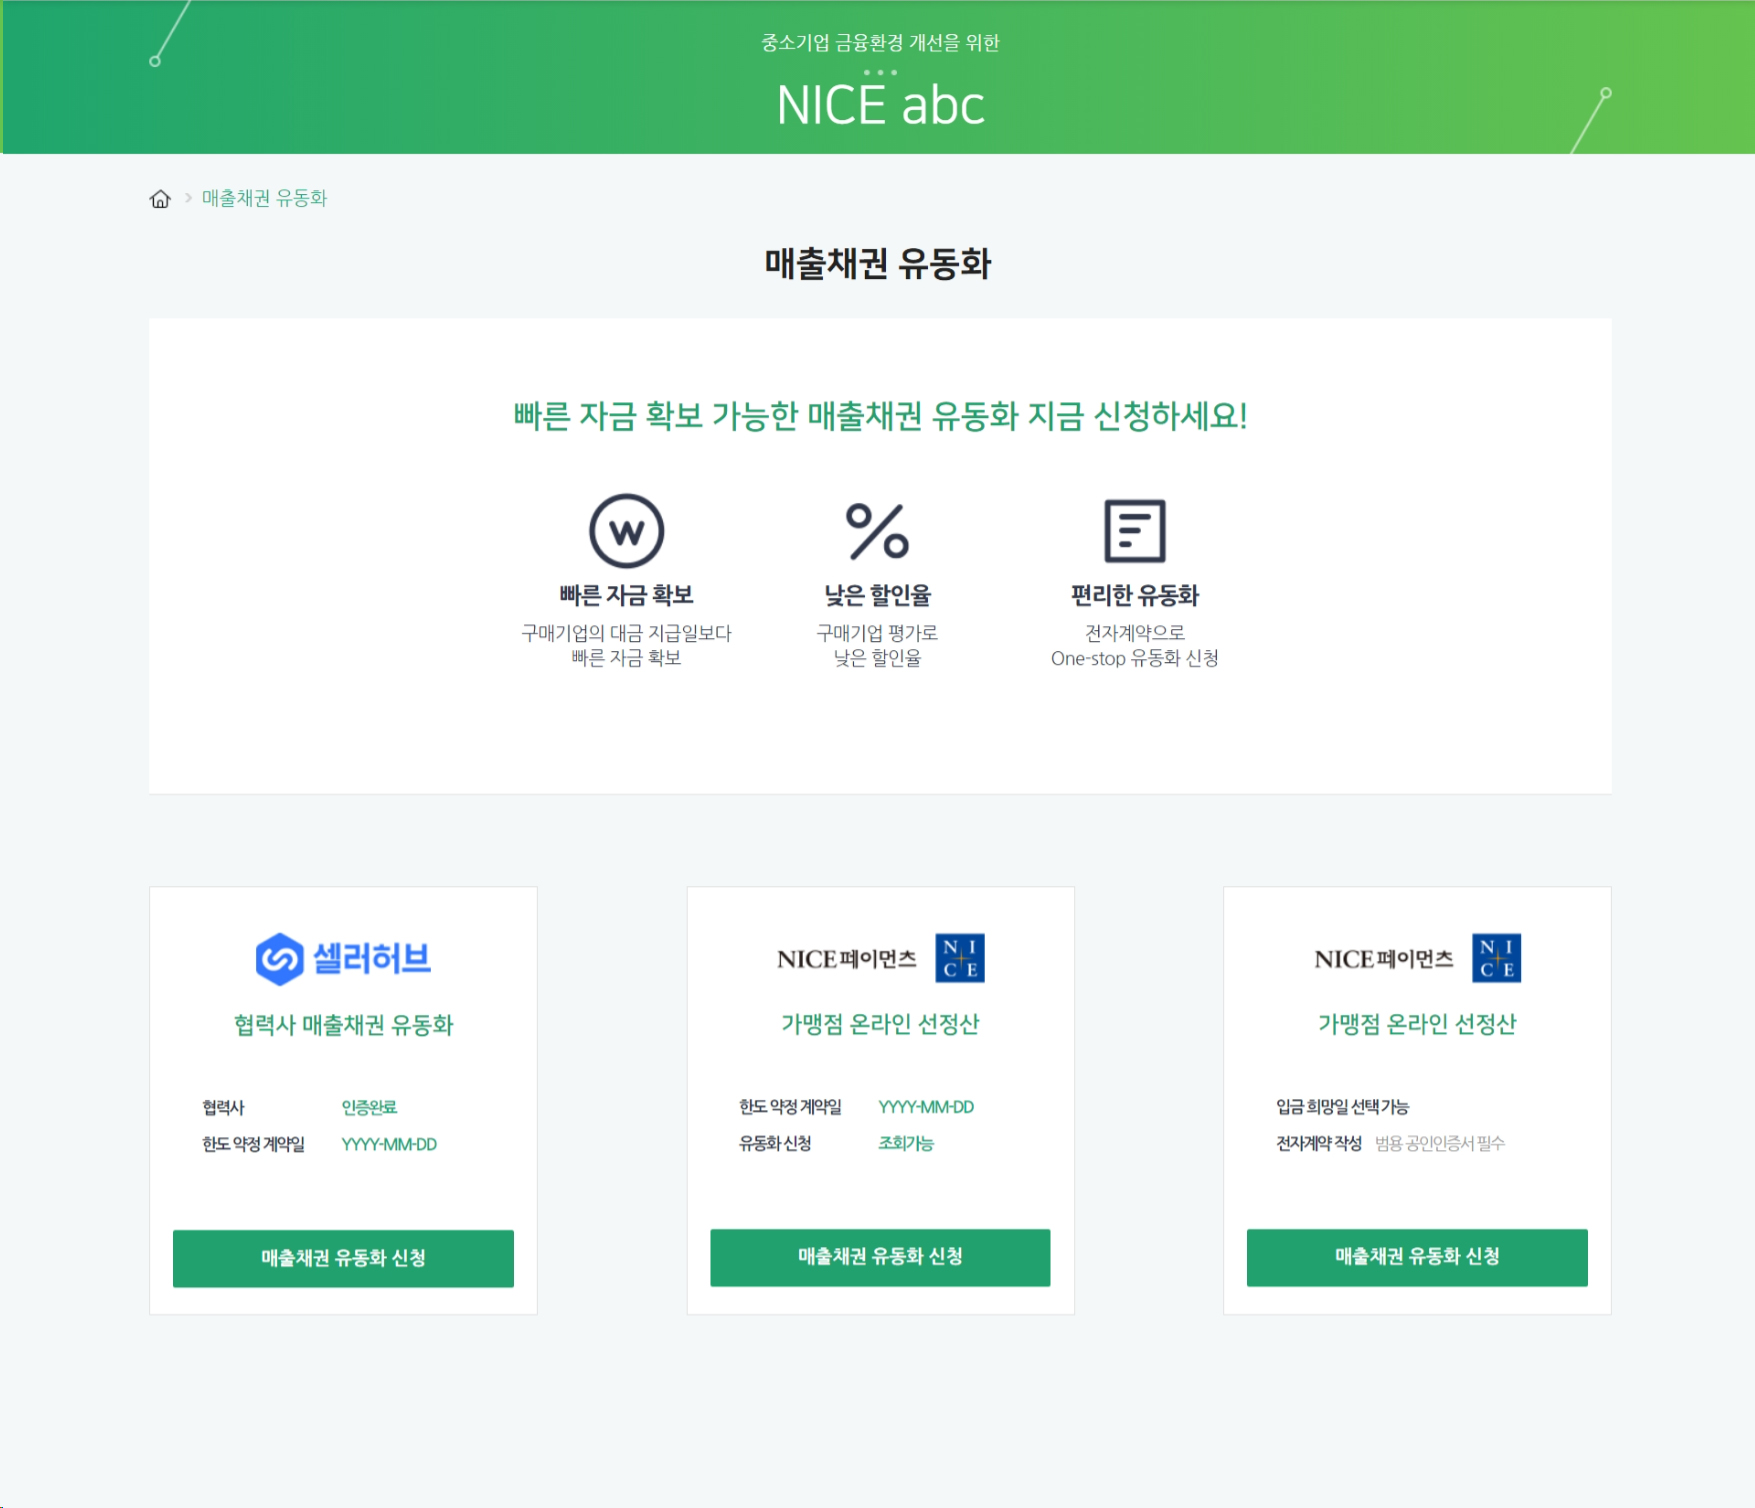 중소기업 금융환경 개선을 위한
NICE abc
매출채권 유동화
매출채권 유동화
빠른 자금 확보 가능한 매출채권 유동화 지금 신청하세요!
빠른 자금 확보
구매기업의 대금 지급일보다
빠른 자금 확보
낮은 할인율
구매기업 평가로
낮은 할인율
편리한 유동화
전자계약으로
One-stop 유동화 신청
셀러허브
협력사 매출채권 유동화
협력사 인증완료
한도 약정 계약일 YYYY-MM-DD
매출채권 유동화 신청
NICE페이먼츠 NICE
가맹점 온라인 선정산
한도 약정 계약일 YYYY-MM-DD
유동화 신청 조회가능
매출채권 유동화 신청
NICE페이먼츠 NICE
가맹점 온라인 선정산
입금 희망일 선택 가능
전자계약 작성 범용 공인인증서 필수
매출채권 유동화 신청